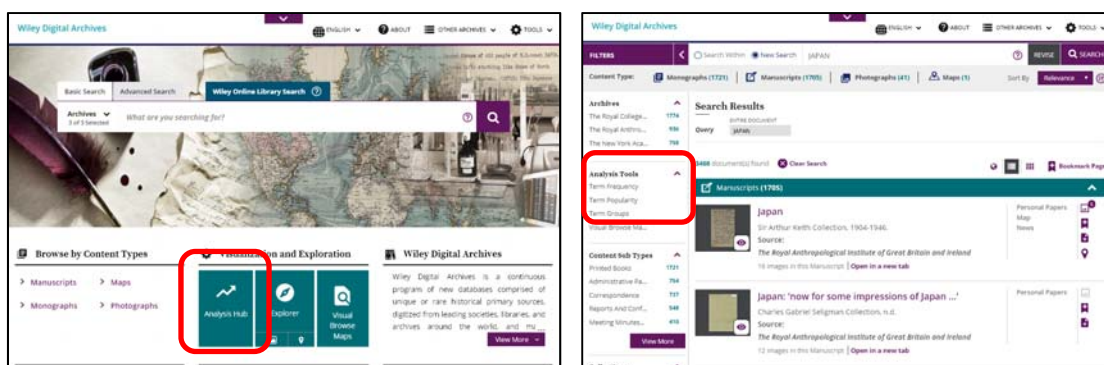 Wiley Digital Archives
ENGLISH
ABOUT
OTHER ARCHIVES
TOOLS
Basic Search
Advanced Search
Wiley Online Library Search
Archives
3 of 3 Selected
What are you searching for?
Browse by Content Types
> Manuscripts
> Maps
> Monographs
> Photographs
Visualization and Exploration
Analysis Hub
Explorer
Visual
Browse
Maps
Wiley Digital Archives
Wiley Digital Archives is a continuous
program of new databases comprised of
unique or rare historical primary sources,
digitized from leading societies, libraries, and
archives around the world, and mu...
View More
Wiley Digital Archives
ENGLISH
ABOUT
OTHER ARCHIVES
TOOLS
FILTERS
Search Within
New Search
JAPAN
REVISE
SEARCH
Content Type:
Monographs (1721)
Manuscripts (1705)
Photographs (41)
Maps (1)
Sort By
Relevance
Archives
The Royal College...
The Royal Anthro...
The New York Aca...
Analysis Tools
Term Frequency
Term Popularity
Term Groups
Visual Browse Ma...
Content Sub Types
Printed Books 1721
Administrative Pa...
Correspondence
Reports And Conf...
Meeting Minutes...
View More
Search Results
ENTIRE DOCUMENT
Query
JAPAN
document(s) found
Clear Search
Bookmark Page
Manuscripts (1705)
Japan
Sir Arthur Keith Collection, 1904-1946.
Source:
The Royal Anthropological Institute of Great Britain and Ireland
16 images in this Manuscript | Open in a new tab
Personal Papers
Map
News
Japan: 'now for some impressions of Japan ...'
Charles Gabriel Seligman Collection, n.d.
Source:
The Royal Anthropological Institute of Great Britain and Ireland
12 images in this Manuscript | Open in a new tab
Personal Papers